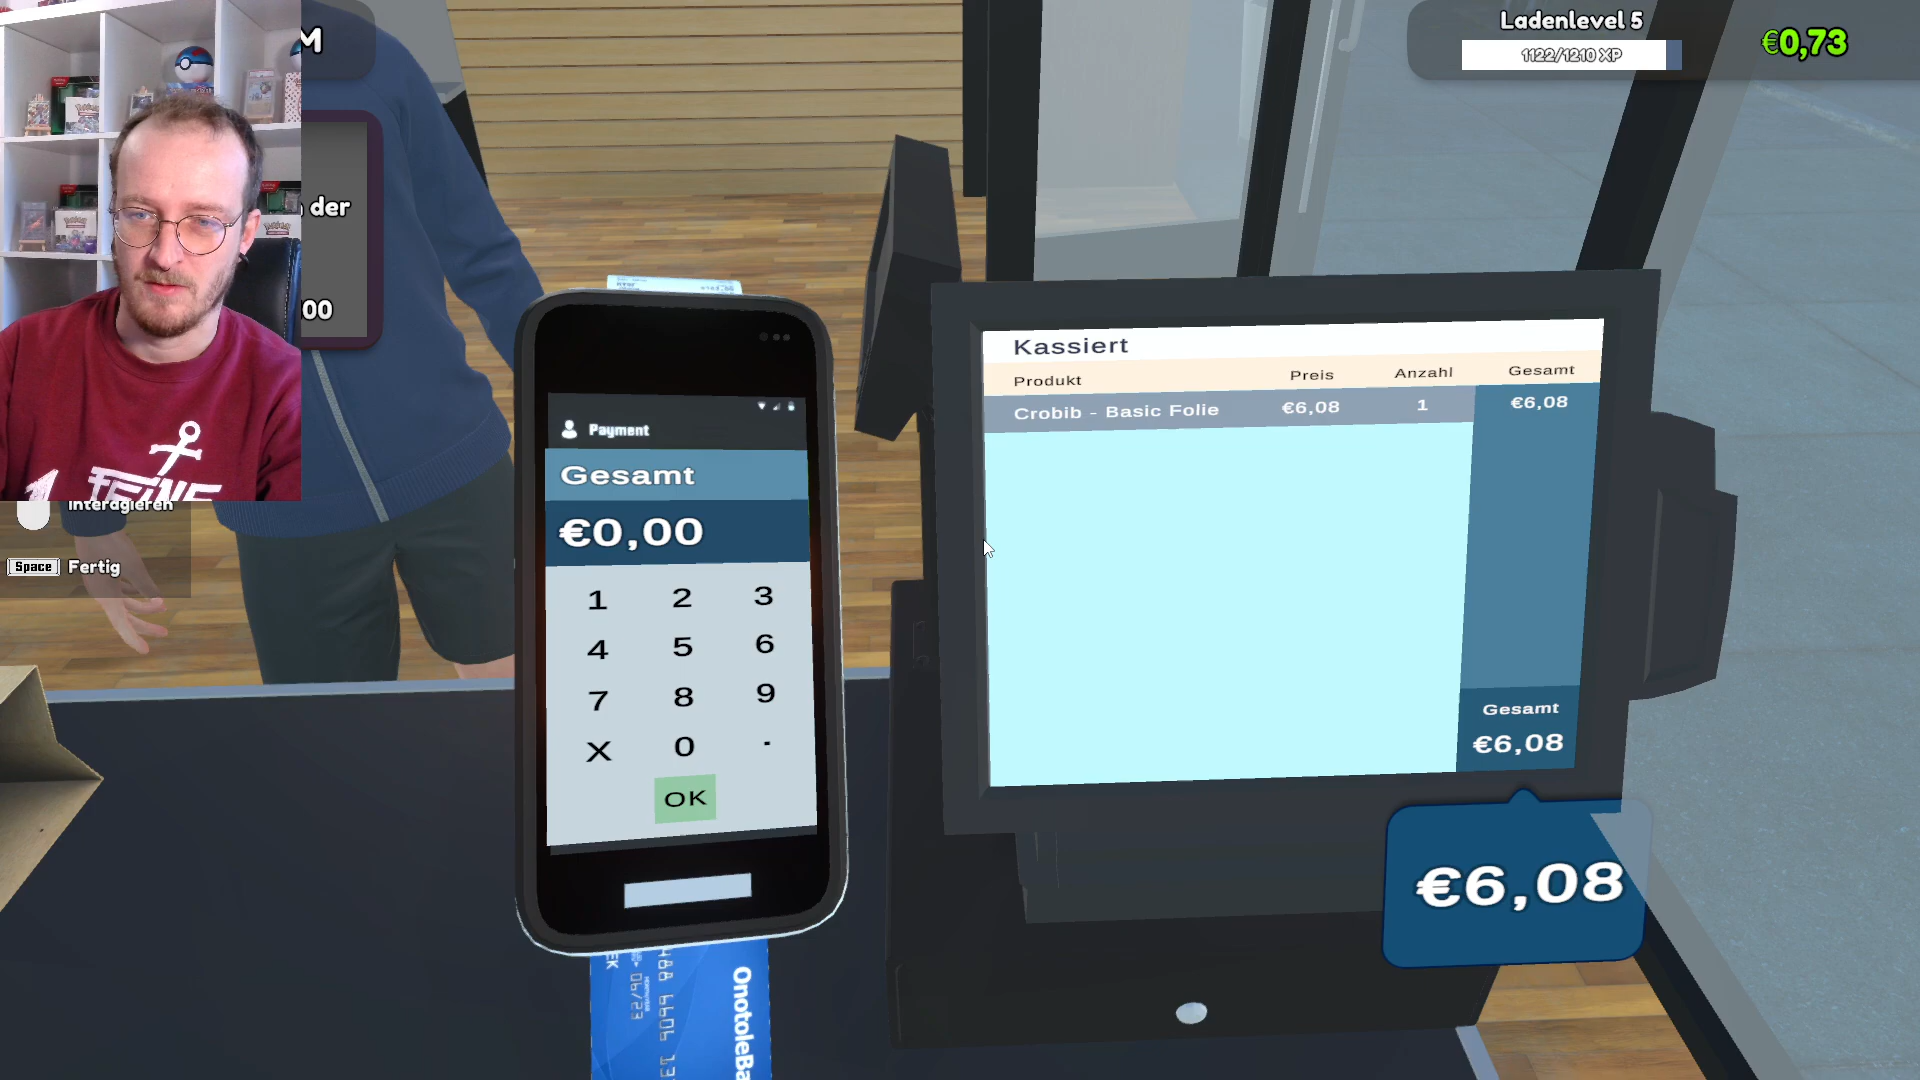 M
Ladenlevel 5
1122/1210 XP
€0,73
der
00
Interagieren
Space Fertig
Payment
Gesamt
€0,00
1 2 3
4 5 6
7 8 9
X 0 .
OK
Kassiert
Produkt Preis Anzahl Gesamt
Crobib - Basic Folie €6,08 1 €6,08
Gesamt
€6,08
€6,08
OnotoleBa
06/23